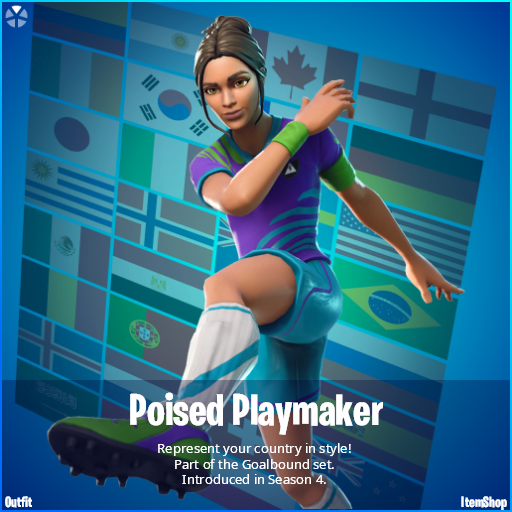 Poised Playmaker
Represent your country in style!
Part of the Goalbound set.
Introduced in Season 4.
Outfit
ItemShop